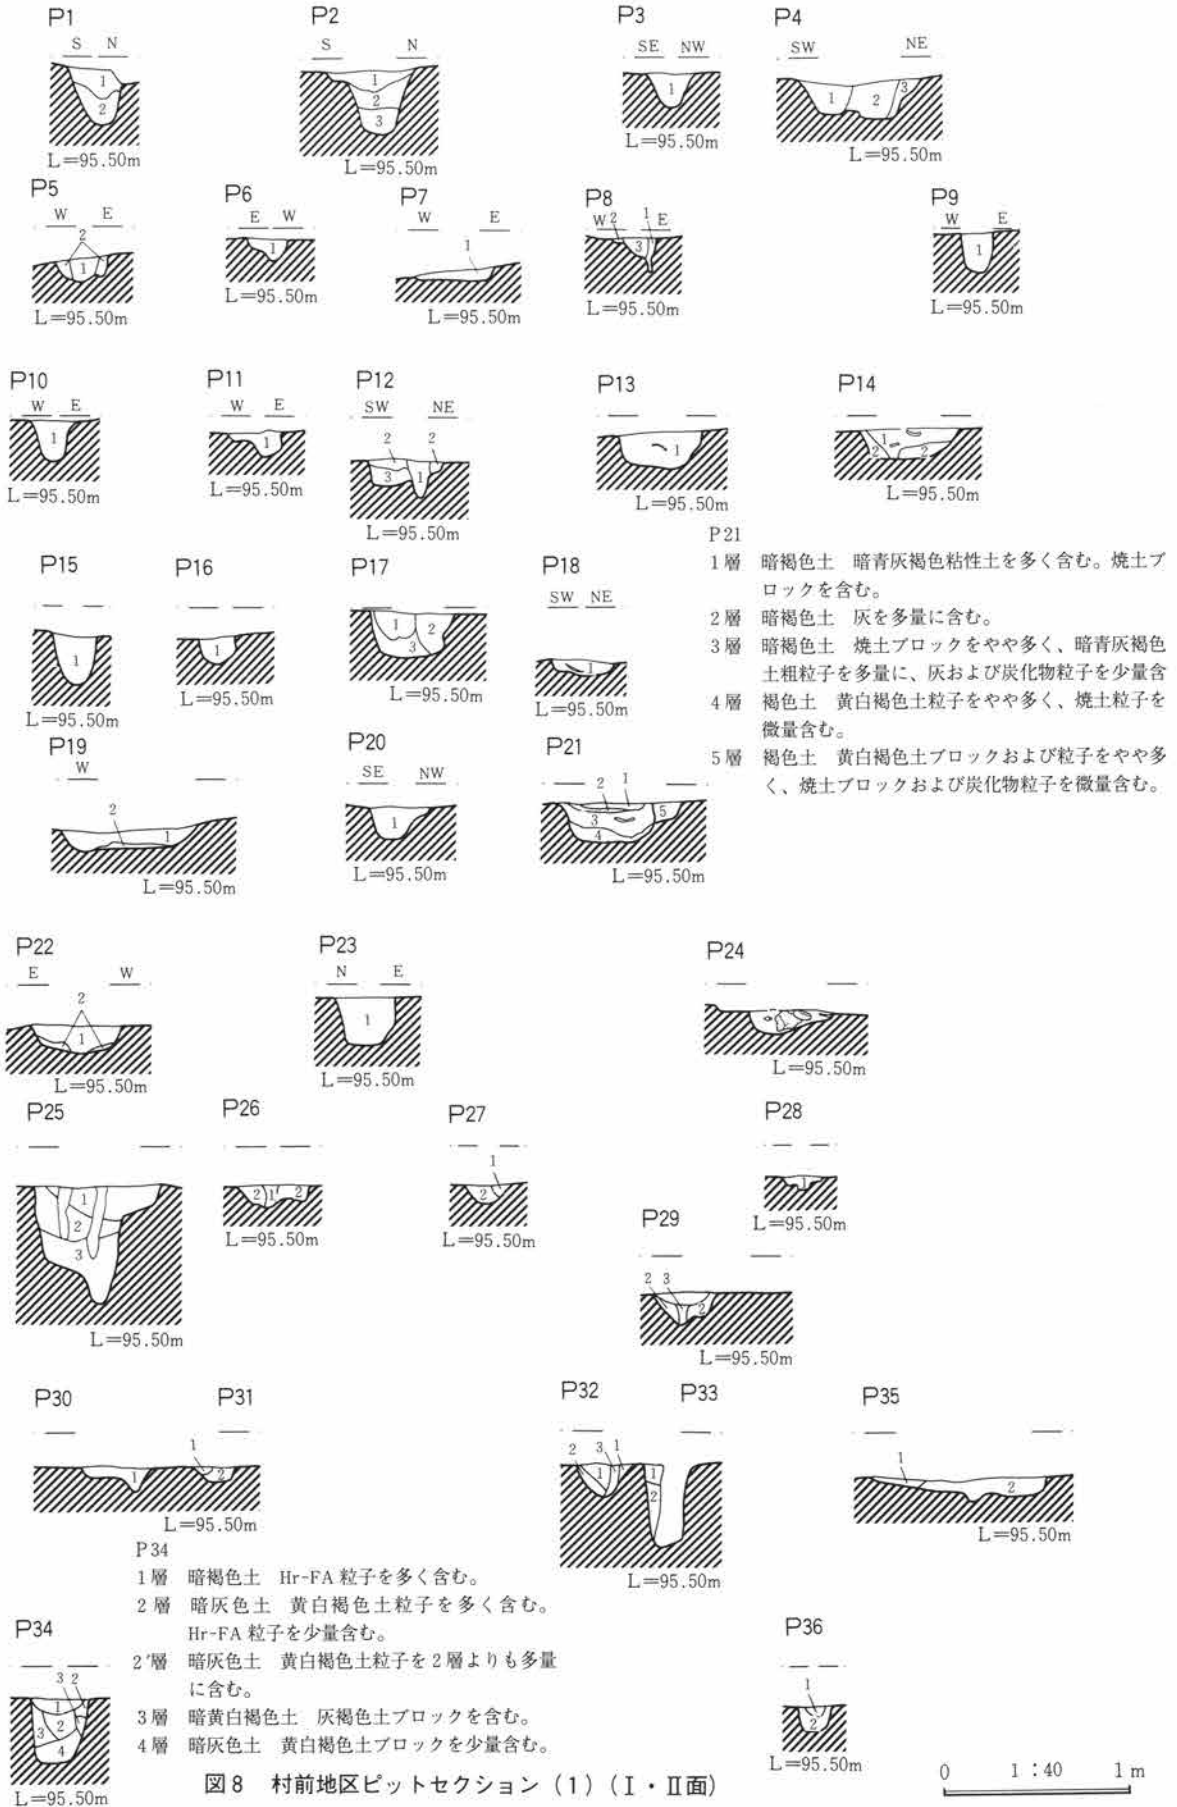 P1
P2
P3
P4
S N
S N
SE NW
SW NE
1
2
1
2
3
1
1 2 3
L=95.50m
L=95.50m
L=95.50m
L=95.50m
P5
P6
P7
P8
P9
W E
E W
W E
W 2 1 E
W E
2
1
1
1
3
1
L=95.50m
L=95.50m
L=95.50m
L=95.50m
L=95.50m
P10
P11
P12
P13
P14
W E
W E
SW NE
2 2
1
1
3 1
1
1
2 2
L=95.50m
L=95.50m
L=95.50m
L=95.50m
L=95.50m
P21
1層 暗褐色土 暗青灰褐色粘性土を多く含む。焼土ブ
ロックを含む。
2層 暗褐色土 灰を多量に含む。
3層 暗褐色土 焼土ブロックをやや多く、暗青灰褐色
土粗粒子を多量に、灰および炭化物粒子を少量含
4層 褐色土 黄白褐色土粒子をやや多く、焼土粒子を
微量含む。
5層 褐色土 黄白褐色土ブロックおよび粒子をやや多
く、焼土ブロックおよび炭化物粒子を微量含む。
P15
P16
P17
P18
SW NE
1
1
1 2
3
1
L=95.50m
L=95.50m
L=95.50m
L=95.50m
P19
P20
P21
W
SE NW
2
1
1
2 1
3 5
4
L=95.50m
L=95.50m
L=95.50m
P22
P23
P24
E W
N E
2
1
1
L=95.50m
L=95.50m
L=95.50m
P25
P26
P27
P28
1
2
3
2 1 2
1
2
1
L=95.50m
L=95.50m
L=95.50m
L=95.50m
P29
2 3
2
L=95.50m
P30
P31
P32
P33
P35
1
1
2
2 3 1
1
1
2
1
2
L=95.50m
L=95.50m
L=95.50m
P34
1層 暗褐色土 Hr-FA 粒子を多く含む。
2層 暗灰色土 黄白褐色土粒子を多く含む。
Hr-FA 粒子を少量含む。
2'層 暗灰色土 黄白褐色土粒子を2層よりも多量
に含む。
3層 暗黄白褐色土 灰褐色土ブロックを含む。
4層 暗灰色土 黄白褐色土ブロックを少量含む。
P34
3 2
1
2
3
4
L=95.50m
P36
1
2
L=95.50m
図8 村前地区ピットセクション（1）（Ⅰ・Ⅱ面）
0 1:40 1m